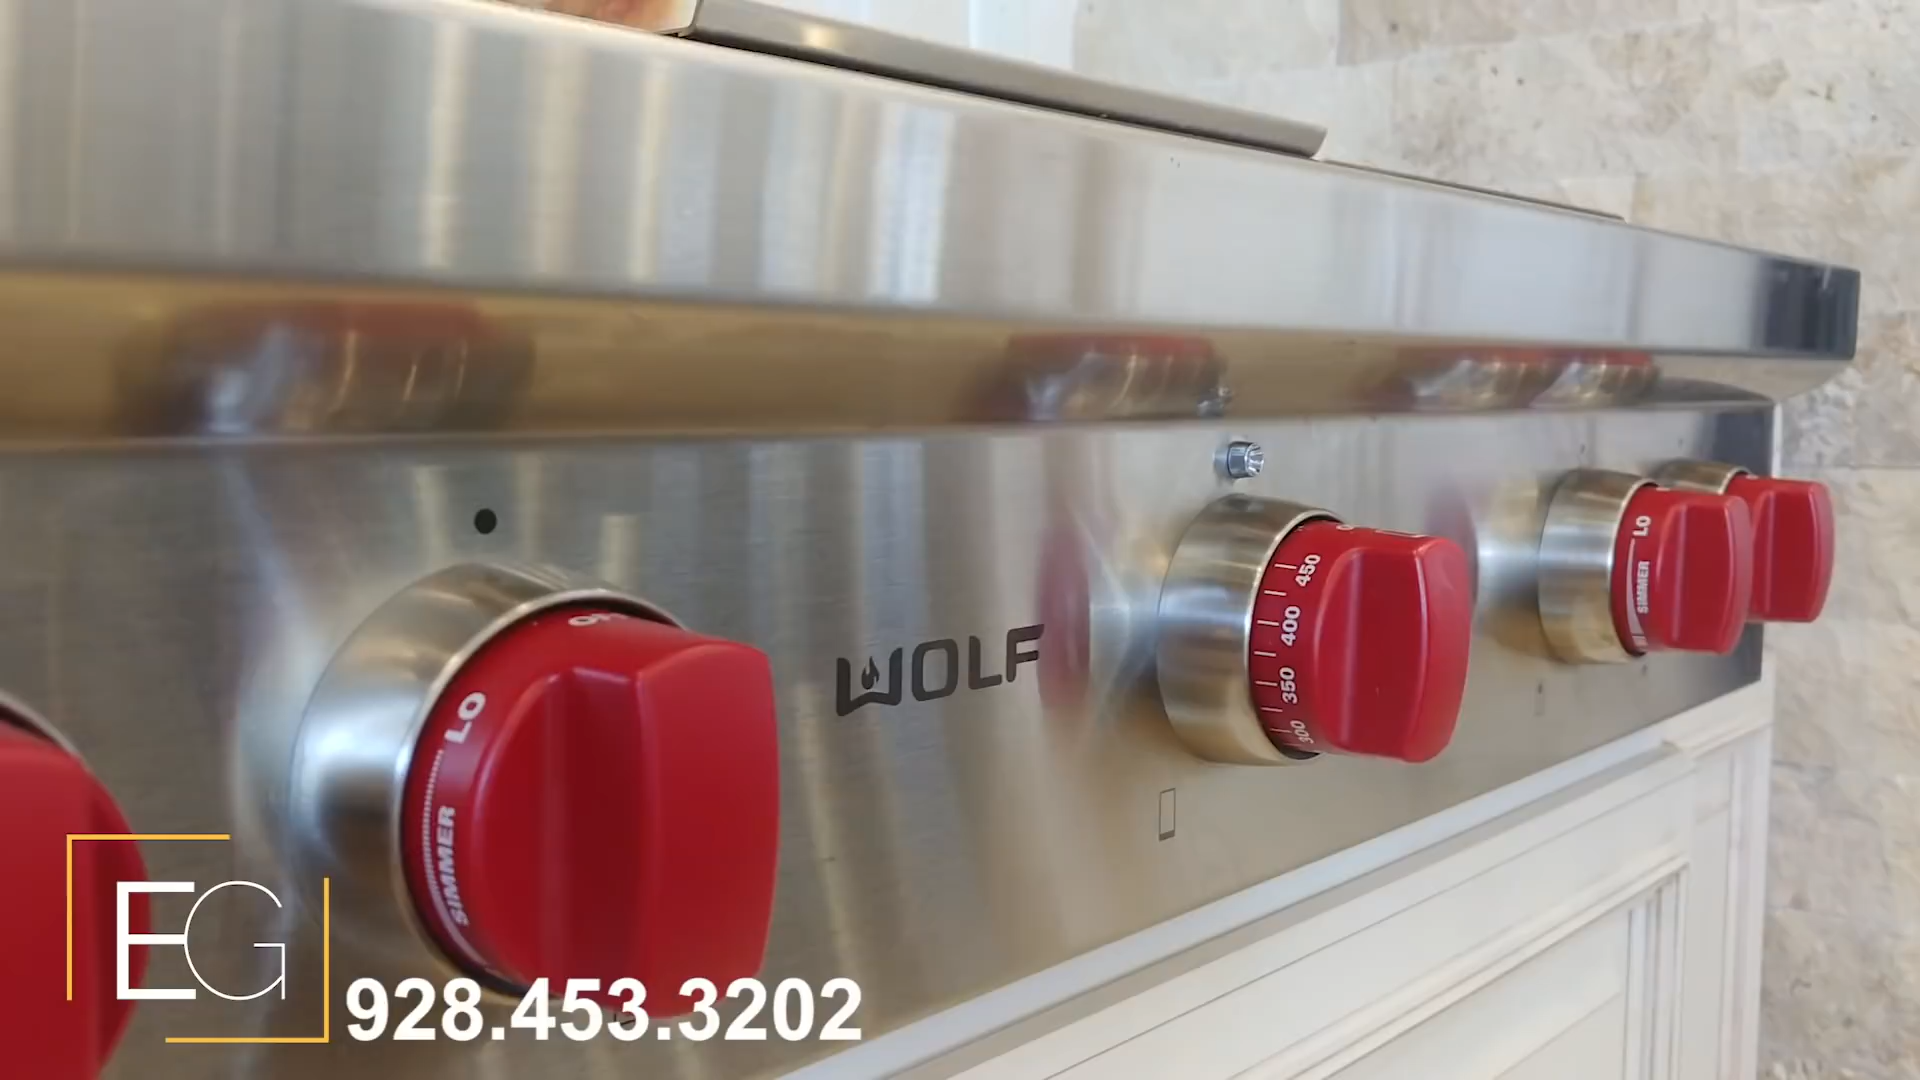 WOLF
LO
SIMMER
450
400
350
300
LO
SIMMER
EG
928.453.3202